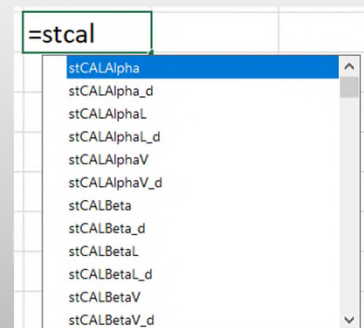 =stcal
stCALAlpha
stCALAlpha_d
stCALAlphaL
stCALAlphaL_d
stCALAlphaV
stCALAlphaV_d
stCALBeta
stCALBeta_d
stCALBetaL
stCALBetaL_d
stCALBetaV
stCALBetaV_d